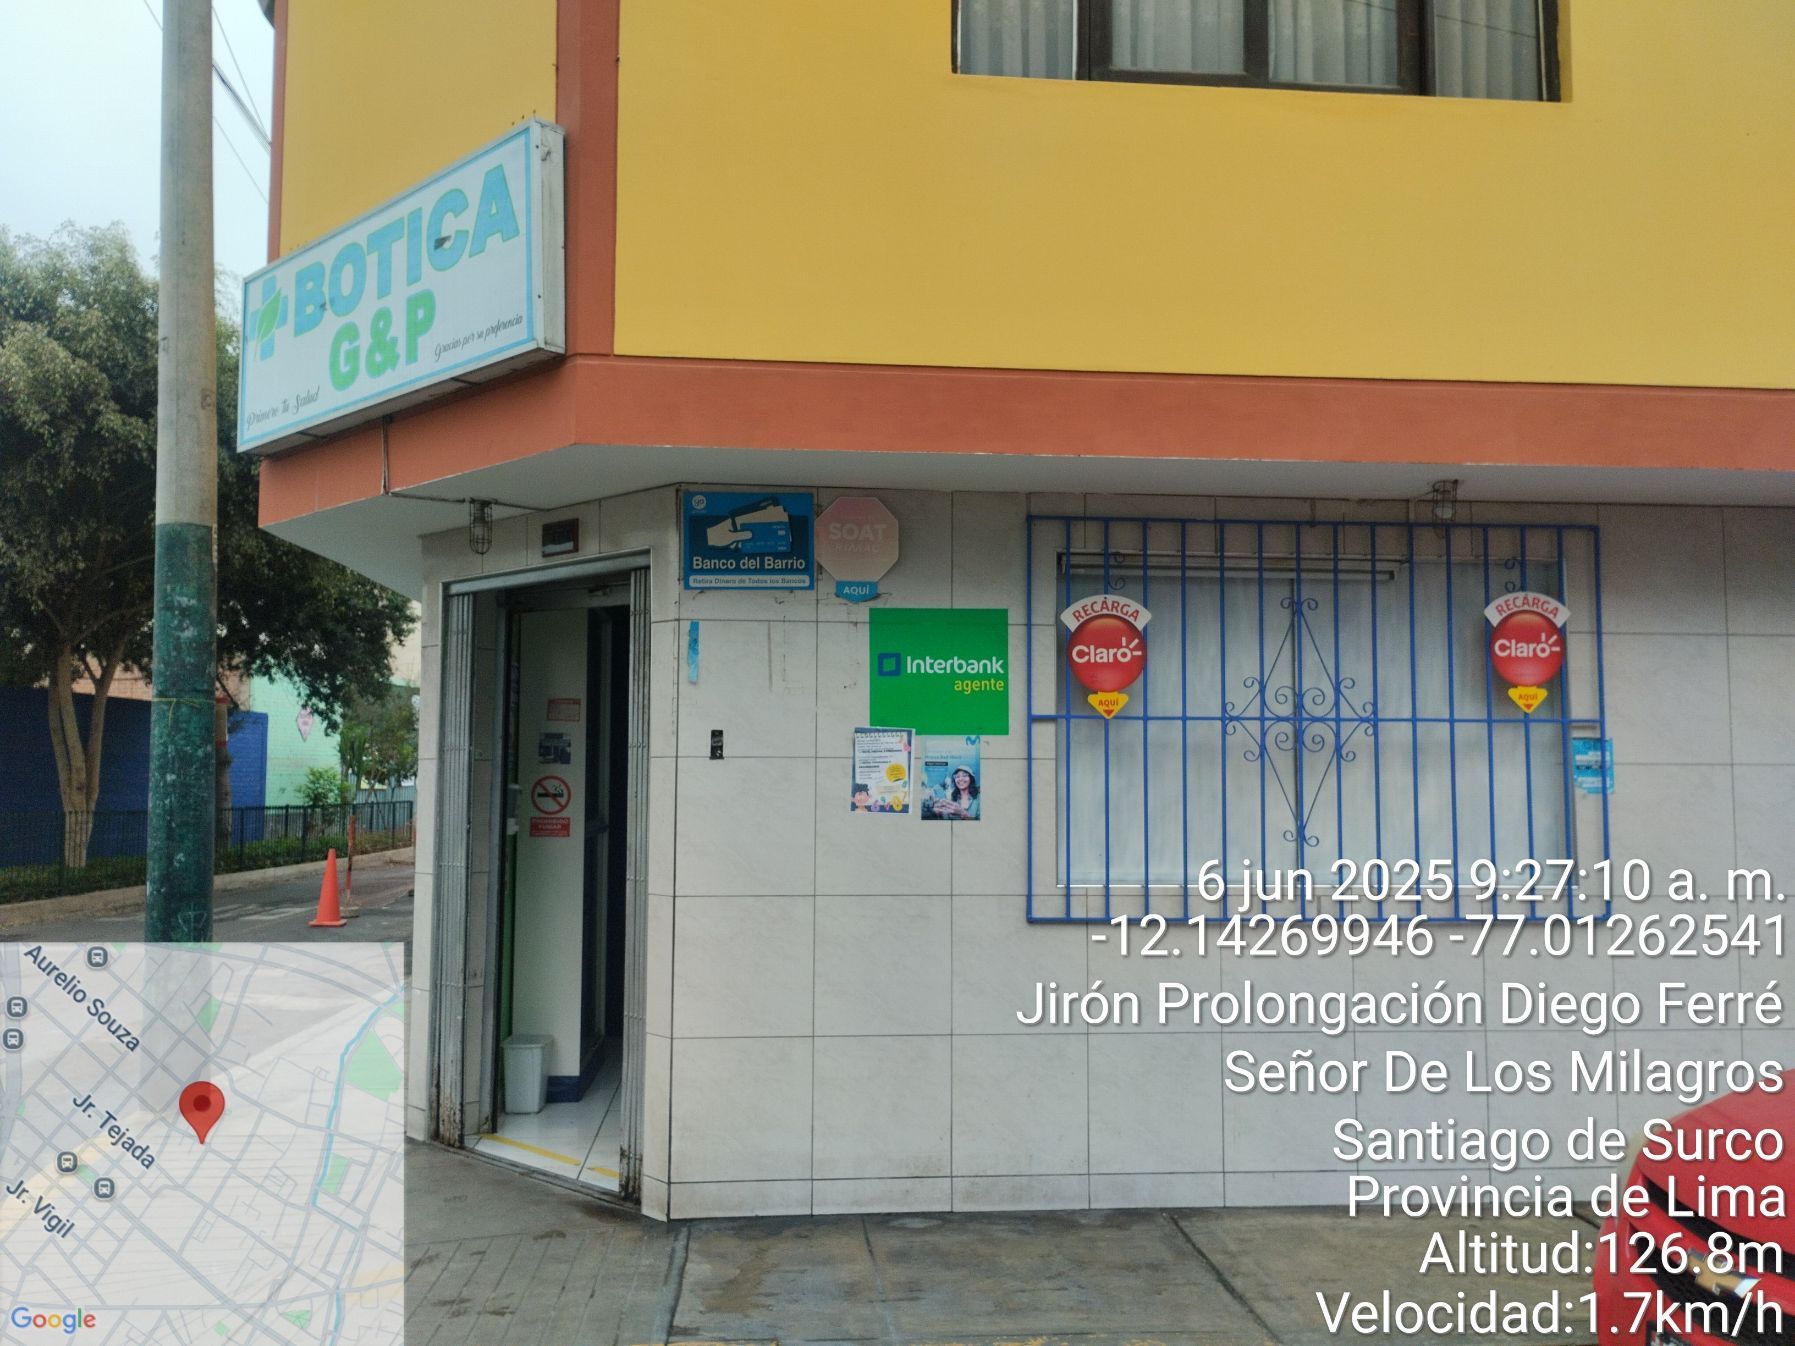 BOTICA
G&P
Gracias por su preferencia
Primero tu Salud
Banco del Barrio
Retira Dinero de Todos los Bancos
SOAT
AQUÍ
Interbank
agente
RECARGA
Claro
AQUÍ
RECARGA
Claro
AQUÍ
PROHIBIDO
FUMAR
6 jun 2025 9:27:10 a. m.
-12.14269946 -77.01262541
Jirón Prolongación Diego Ferré
Señor De Los Milagros
Santiago de Surco
Provincia de Lima
Altitud:126.8m
Velocidad:1.7km/h
Aurelio Souza
Jr. Tejada
Jr. Vigil
Google